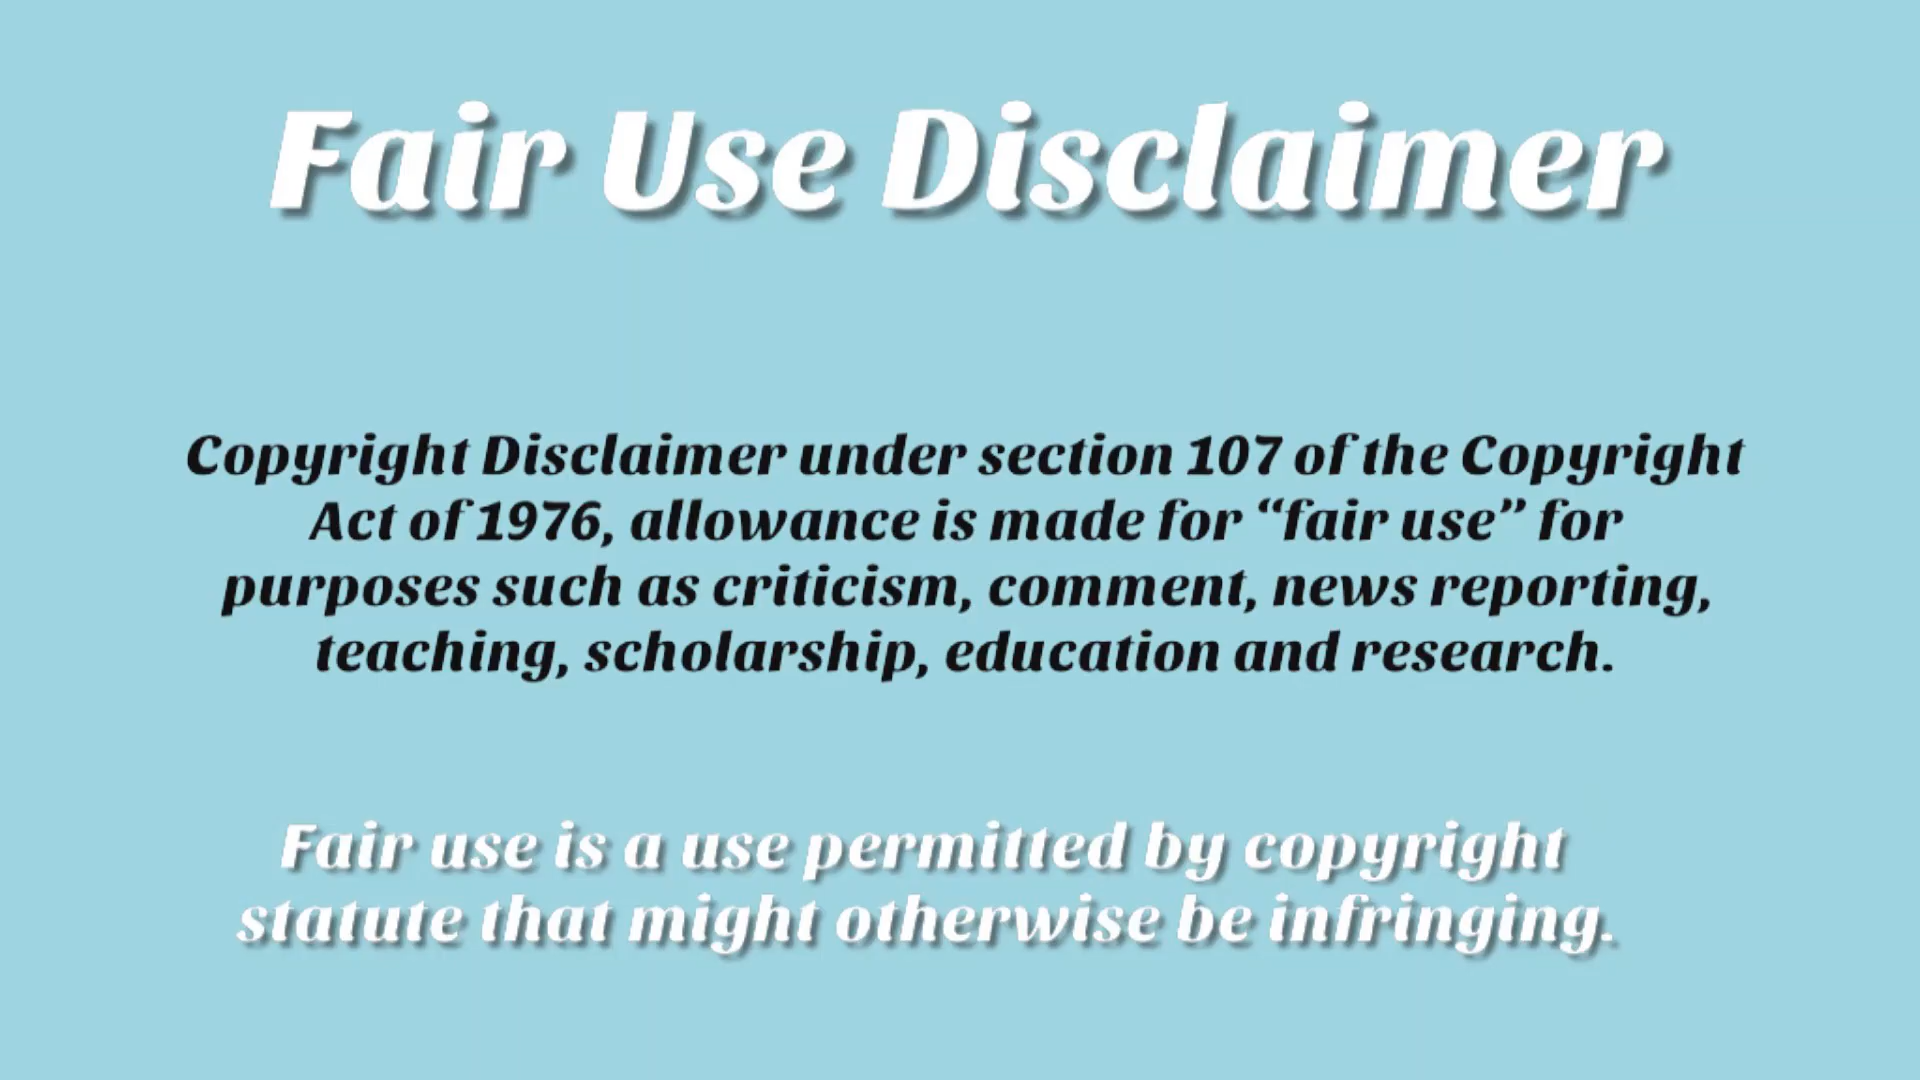 Fair Use Disclaimer
Copyright Disclaimer under section 107 of the Copyright
Act of 1976, allowance is made for “fair use” for
purposes such as criticism, comment, news reporting,
teaching, scholarship, education and research.
Fair use is a use permitted by copyright
statute that might otherwise be infringing.